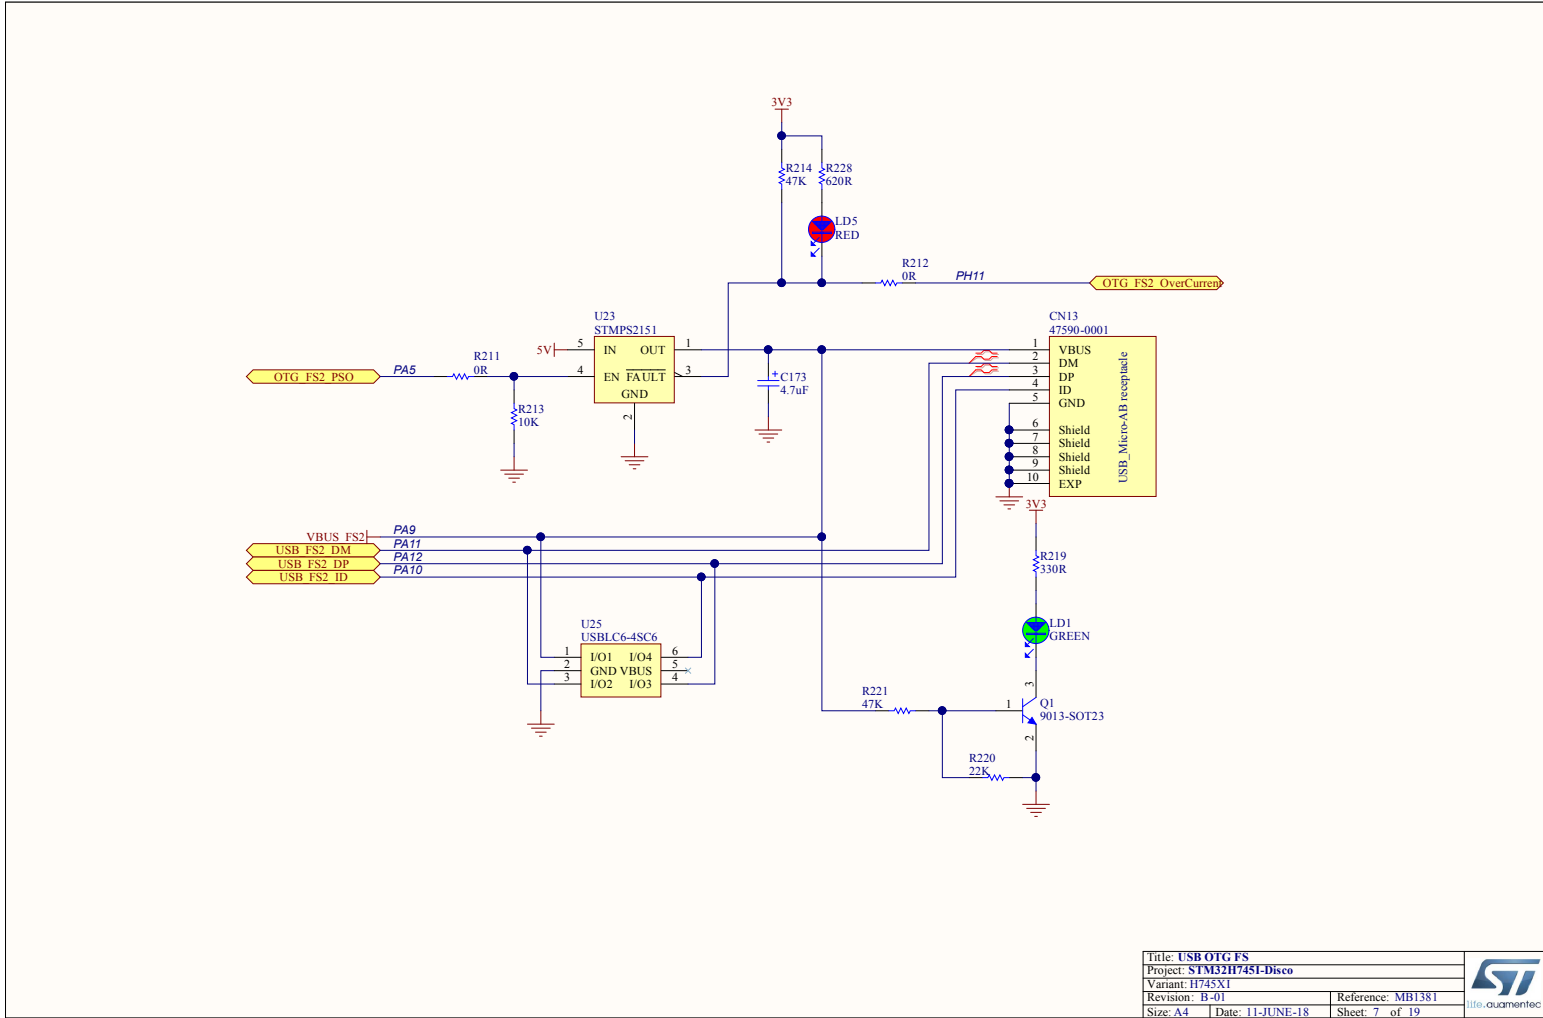 3V3
R214
47K
R228
620R
LD5
RED
R212
0R
PH11
OTG_FS2_OverCurrent
U23
STMPS2151
5V
5
IN
OUT
1
4
EN
FAULT
3
GND
2
OTG_FS2_PSO
PA5
R211
0R
R213
10K
C173
4.7uF
CN13
47590-0001
1
VBUS
2
DM
3
DP
4
ID
5
GND
6
Shield
7
Shield
8
Shield
9
Shield
10
EXP
USB_Micro-AB receptacle
VBUS_FS2
PA9
USB_FS2_DM
PA11
USB_FS2_DP
PA12
USB_FS2_ID
PA10
U25
USBLC6-4SC6
1
I/O1
I/O4
6
2
GND
VBUS
5
3
I/O2
I/O3
4
3V3
R219
330R
LD1
GREEN
3
R221
47K
1
Q1
9013-SOT23
2
R220
22K
Title: USB OTG FS
Project: STM32H745I-Disco
Variant: H745XI
Revision: B-01
Reference: MB1381
Size: A4
Date: 11-JUNE-18
Sheet: 7 of 19
ST
life.augmented